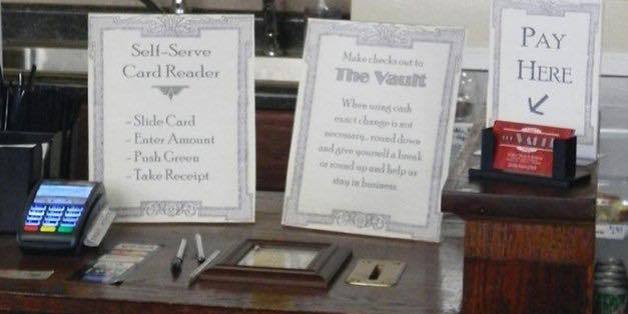 Self-Serve
Card Reader
- Slide Card
- Enter Amount
- Push Green
- Take Receipt
Make checks out to
The Vault
When using cash
exact change is not
necessary, round down
and give yourself a break
or round up and help us
stay in business.
PAY
HERE
VAULT